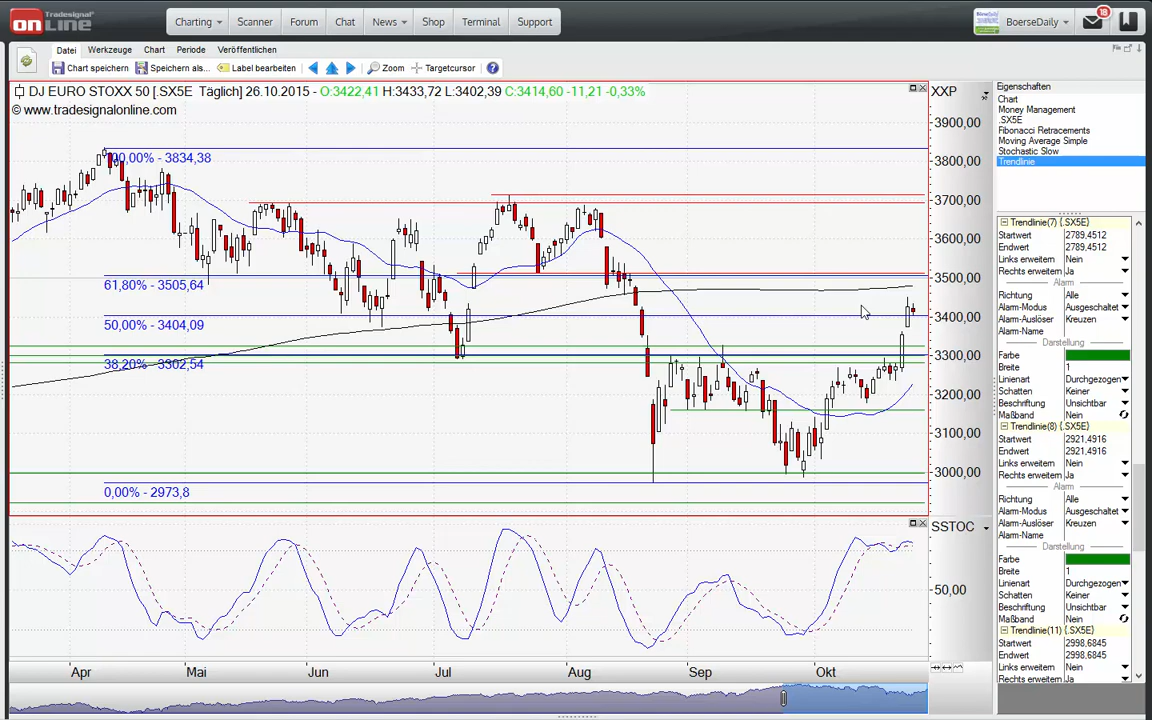 Tradesignal
onLine
Charting
Scanner
Forum
Chat
News
Shop
Terminal
Support
BoerseDaily
18
Datei
Werkzeuge
Chart
Periode
Veröffentlichen
Chart speichern
Speichern als...
Label bearbeiten
Zoom
Targetcursor
DJ EURO STOXX 50 [.SX5E Täglich] 26.10.2015 - O:3422,41 H:3433,72 L:3402,39 C:3414,60 -11,21 -0,33%
© www.tradesignalonline.com
XXP
3900,00
3800,00
3700,00
3600,00
3500,00
3400,00
3300,00
3200,00
3100,00
3000,00
100,00% - 3834,38
61,80% - 3505,64
50,00% - 3404,09
38,20% - 3302,54
0,00% - 2973,8
SSTOC
50,00
Apr
Mai
Jun
Jul
Aug
Sep
Okt
Eigenschaften
Chart
Money Management
.SX5E
Fibonacci Retracements
Moving Average Simple
Stochastic Slow
Trendlinie
Trendlinie(7) {.SX5E}
Startwert 2789,4512
Endwert 2789,4512
Links erweitern Nein
Rechts erweitern Ja
Alarm
Richtung Alle
Alarm-Modus Ausgeschaltet
Alarm-Auslöser Kreuzen
Alarm-Name
Darstellung
Farbe
Breite 1
Linienart Durchgezogen
Schatten Keiner
Beschriftung Unsichtbar
Maßband Nein
Trendlinie(8) {.SX5E}
Startwert 2921,4916
Endwert 2921,4916
Links erweitern Nein
Rechts erweitern Ja
Alarm
Richtung Alle
Alarm-Modus Ausgeschaltet
Alarm-Auslöser Kreuzen
Alarm-Name
Darstellung
Farbe
Breite 1
Linienart Durchgezogen
Schatten Keiner
Beschriftung Unsichtbar
Maßband Nein
Trendlinie(11) {.SX5E}
Startwert 2998,6845
Endwert 2998,6845
Links erweitern Nein
Rechts erweitern Ja